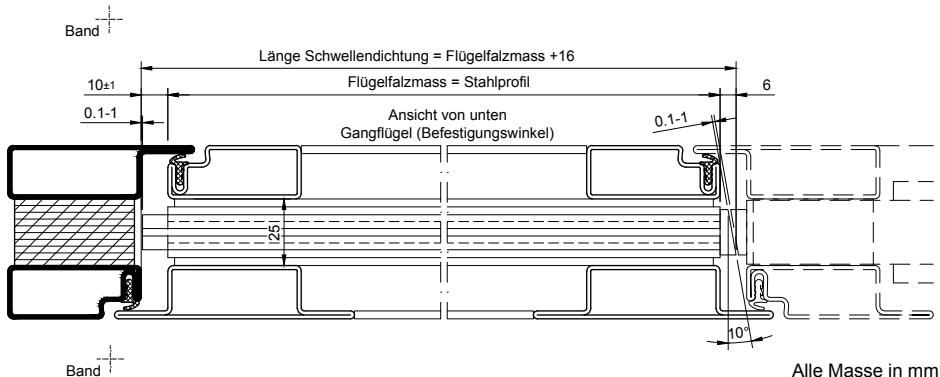 Band
Länge Schwellendichtung = Flügelfalzmass +16
10±1
Flügelfalzmass = Stahlprofil
6
0.1-1
Ansicht von unten
Gangflügel (Befestigungswinkel)
0.1-1
25
10°
Band
Alle Masse in mm